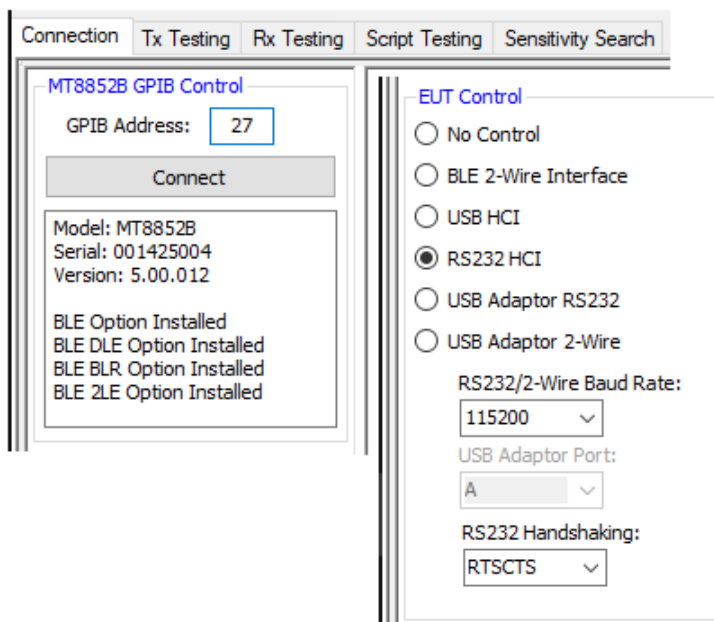 Connection Tx Testing Rx Testing Script Testing Sensitivity Search
MT8852B GPIB Control
GPIB Address: 27
Connect
Model: MT8852B
Serial: 001425004
Version: 5.00.012
BLE Option Installed
BLE DLE Option Installed
BLE BLR Option Installed
BLE 2LE Option Installed
EUT Control
No Control
BLE 2-Wire Interface
USB HCI
RS232 HCI
USB Adaptor RS232
USB Adaptor 2-Wire
RS232/2-Wire Baud Rate:
115200
USB Adaptor Port:
A
RS232 Handshaking:
RTSCTS